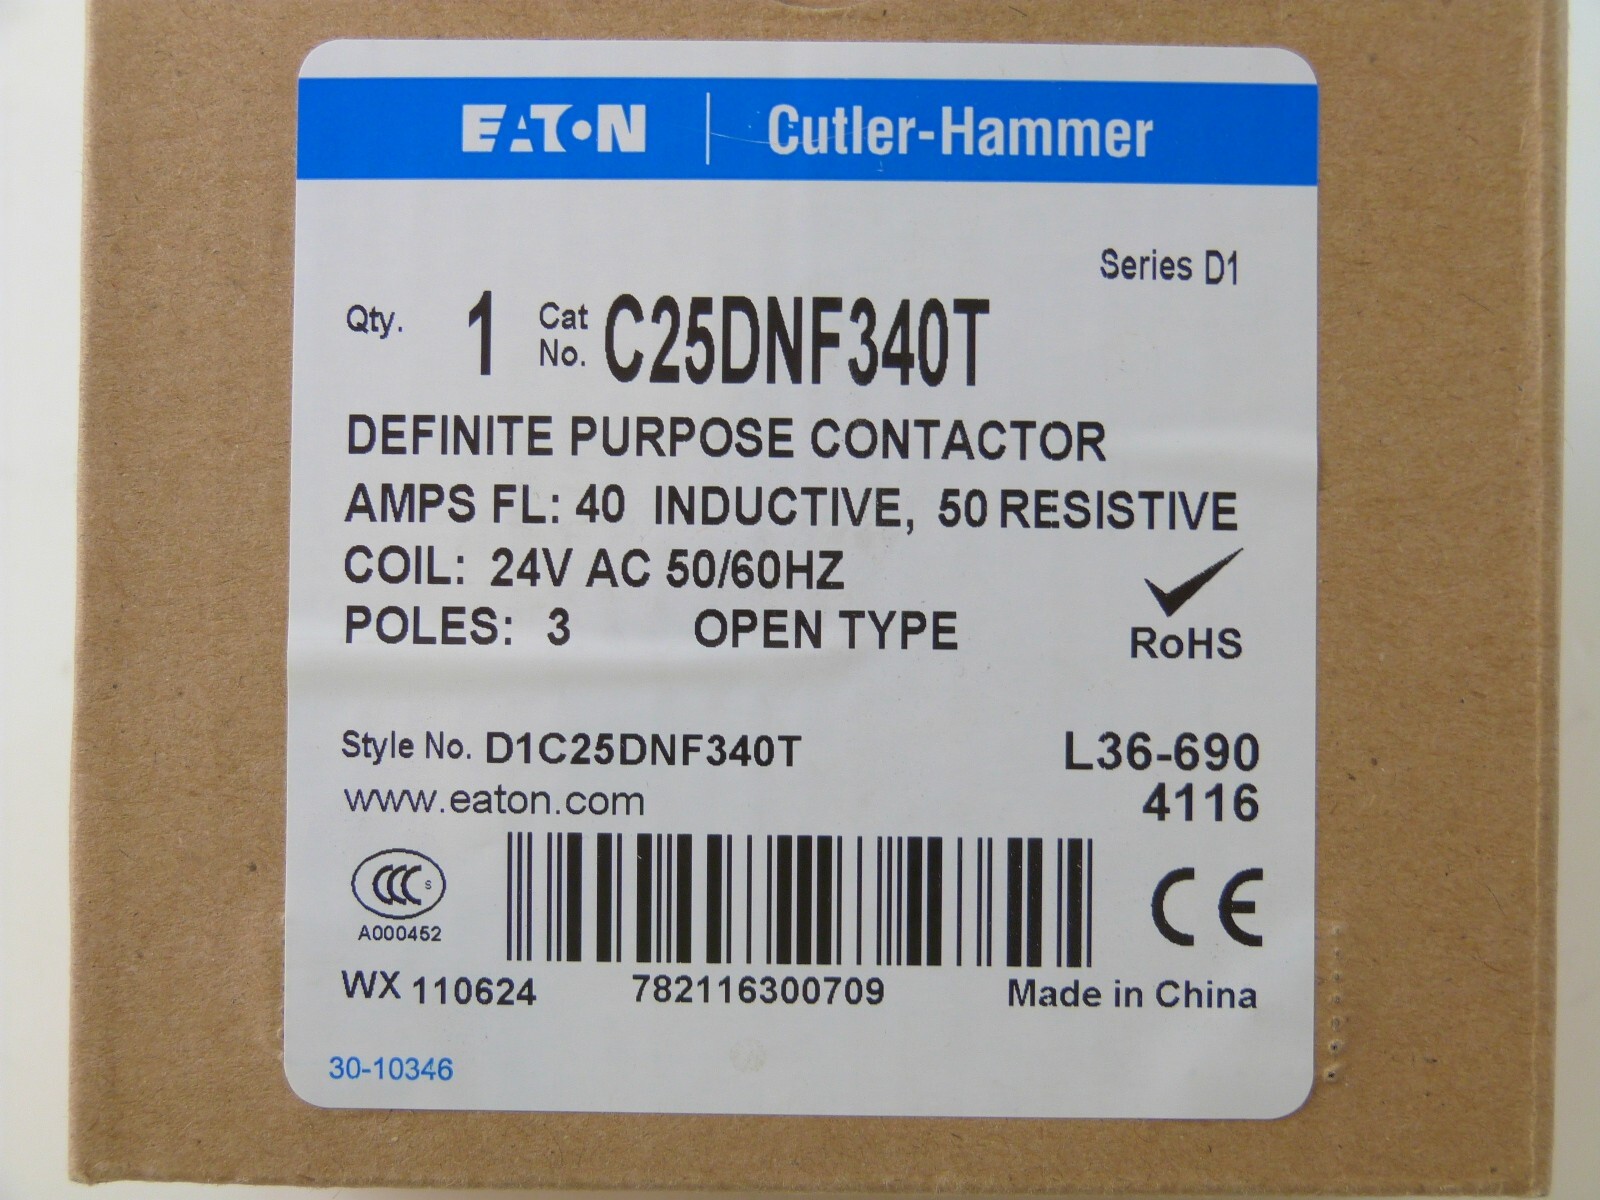 EATON | Cutler-Hammer
Series D1
Qty. 1 Cat No. C25DNF340T
DEFINITE PURPOSE CONTACTOR
AMPS FL: 40 INDUCTIVE, 50 RESISTIVE
COIL: 24V AC 50/60HZ
POLES: 3 OPEN TYPE
RoHS
Style No. D1C25DNF340T L36-690
www.eaton.com 4116
CCC S
A000452
CE
WX 110624 782116300709 Made in China
30-10346